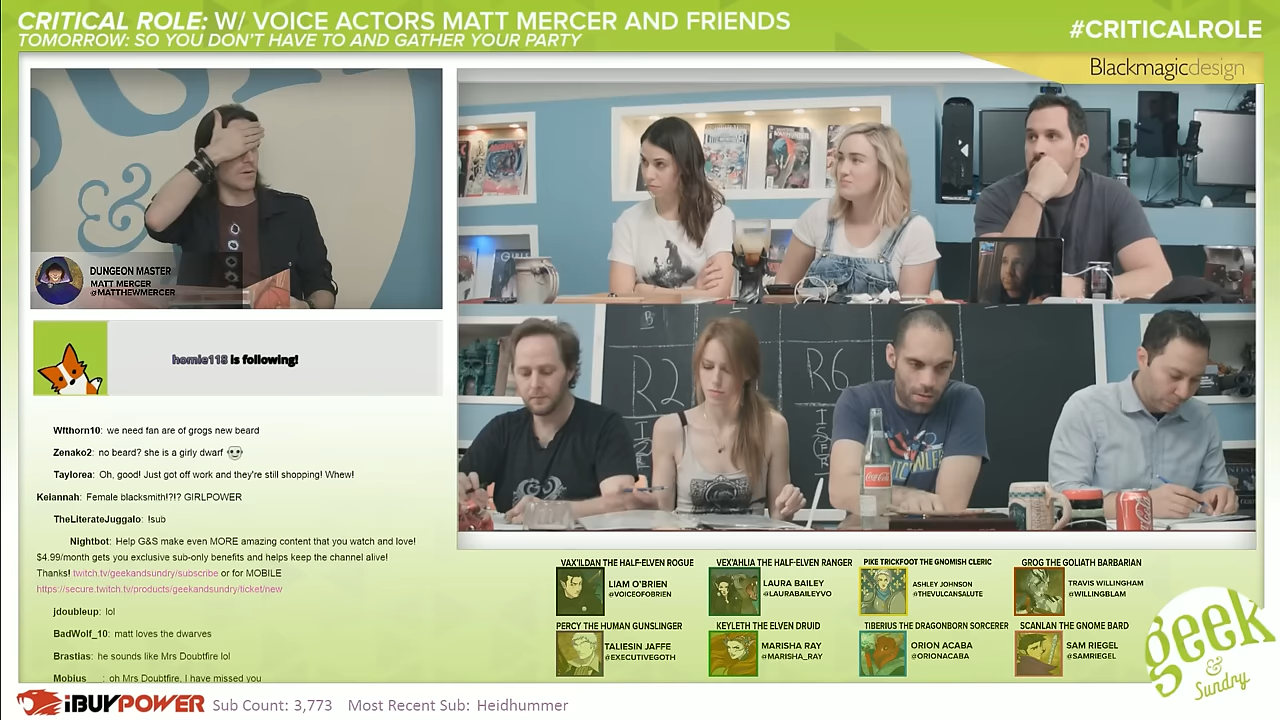 CRITICAL ROLE: W/ VOICE ACTORS MATT MERCER AND FRIENDS
TOMORROW: SO YOU DON'T HAVE TO AND GATHER YOUR PARTY
#CRITICALROLE
Blackmagicdesign
DUNGEON MASTER
MATT MERCER
@MATTHEWMERCER
homie118 is following!
Wfthorn10: we need fan are of grogs new beard
Zenako2: no beard? she is a girly dwarf
Taylorea: Oh, good! Just got off work and they're still shopping! Whew!
Keiannah: Female blacksmith!?!? GIRLPOWER
TheLiterateJuggalo: !sub
Nightbot: Help G&S make even MORE amazing content that you watch and love!
$4.99/month gets you exclusive sub-only benefits and helps keep the channel alive!
Thanks! twitch.tv/geekandsundry/subscribe or for MOBILE
https://secure.twitch.tv/products/geekandsundry/ticket/new
jdoubleup: lol
BadWolf_10: matt loves the dwarves
Brastias: he sounds like Mrs Doubtfire lol
Mobius__: oh Mrs Doubtfire, I have missed you
&
R2
R6
Coca-Cola
VAX'ILDAN THE HALF-ELVEN ROGUE
LIAM O'BRIEN
@VOICEOFOBRIEN
VEX'AHLIA THE HALF-ELVEN RANGER
LAURA BAILEY
@LAURABAILEYVO
PIKE TRICKFOOT THE GNOMISH CLERIC
ASHLEY JOHNSON
@THEVULCANSALUTE
GROG THE GOLIATH BARBARIAN
TRAVIS WILLINGHAM
@WILLINGBLAM
PERCY THE HUMAN GUNSLINGER
TALIESIN JAFFE
@EXECUTIVEGOTH
KEYLETH THE ELVEN DRUID
MARISHA RAY
@MARISHA_RAY
TIBERIUS THE DRAGONBORN SORCERER
ORION ACABA
@ORIONACABA
SCANLAN THE GNOME BARD
SAM RIEGEL
@SAMRIEGEL
geek
&
Sundry
iBUYPOWER
Sub Count: 3,773 Most Recent Sub: Heidhummer